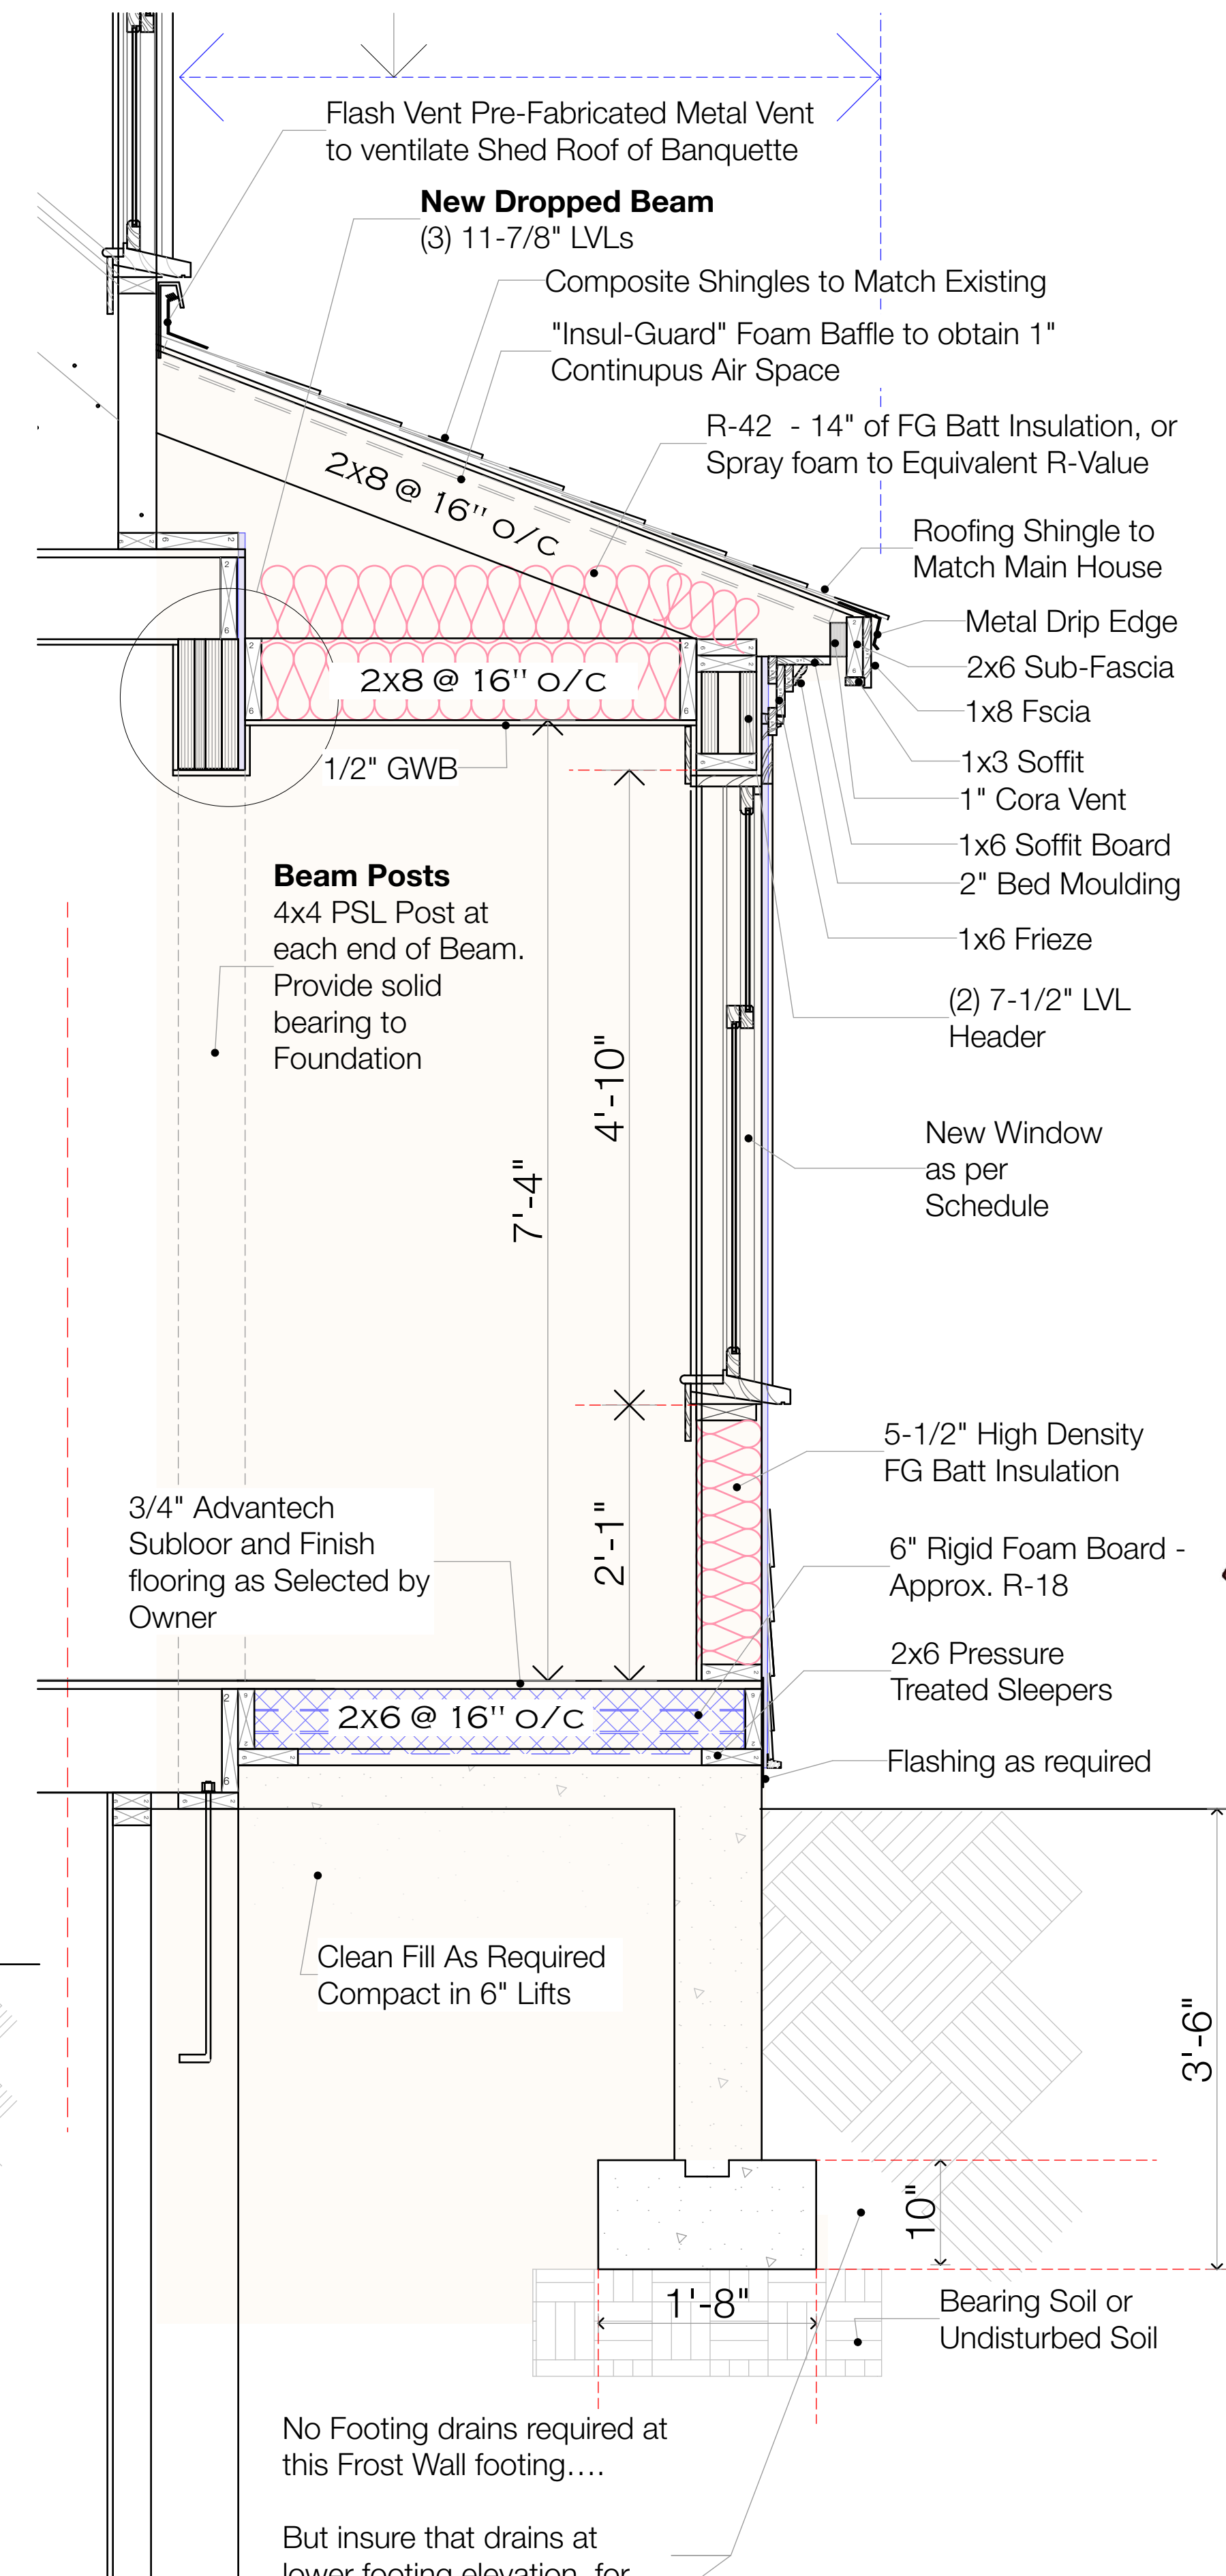 Flash Vent Pre-Fabricated Metal Vent
to ventilate Shed Roof of Banquette
New Dropped Beam
(3) 11-7/8" LVLs
Composite Shingles to Match Existing
"Insul-Guard" Foam Baffle to obtain 1"
Continupus Air Space
R-42  - 14" of FG Batt Insulation, or
Spray foam to Equivalent R-Value
2x8 @ 16" o/c
Roofing Shingle to
Match Main House
Metal Drip Edge
2x6 Sub-Fascia
1x8 Fscia
1x3 Soffit
1" Cora Vent
1x6 Soffit Board
2" Bed Moulding
1x6 Frieze
(2) 7-1/2" LVL
Header
2x8 @ 16" o/c
1/2" GWB
Beam Posts
4x4 PSL Post at
each end of Beam.
Provide solid
bearing to
Foundation
4'-10"
7'-4"
New Window
as per
Schedule
5-1/2" High Density
FG Batt Insulation
3/4" Advantech
Subloor and Finish
flooring as Selected by
Owner
2'-1"
6" Rigid Foam Board -
Approx. R-18
2x6 Pressure
Treated Sleepers
2x6 @ 16" o/c
Flashing as required
Clean Fill As Required
Compact in 6" Lifts
3'-6"
10"
1'-8"
Bearing Soil or
Undisturbed Soil
No Footing drains required at
this Frost Wall footing....
But insure that drains at
lower footing elevation, for